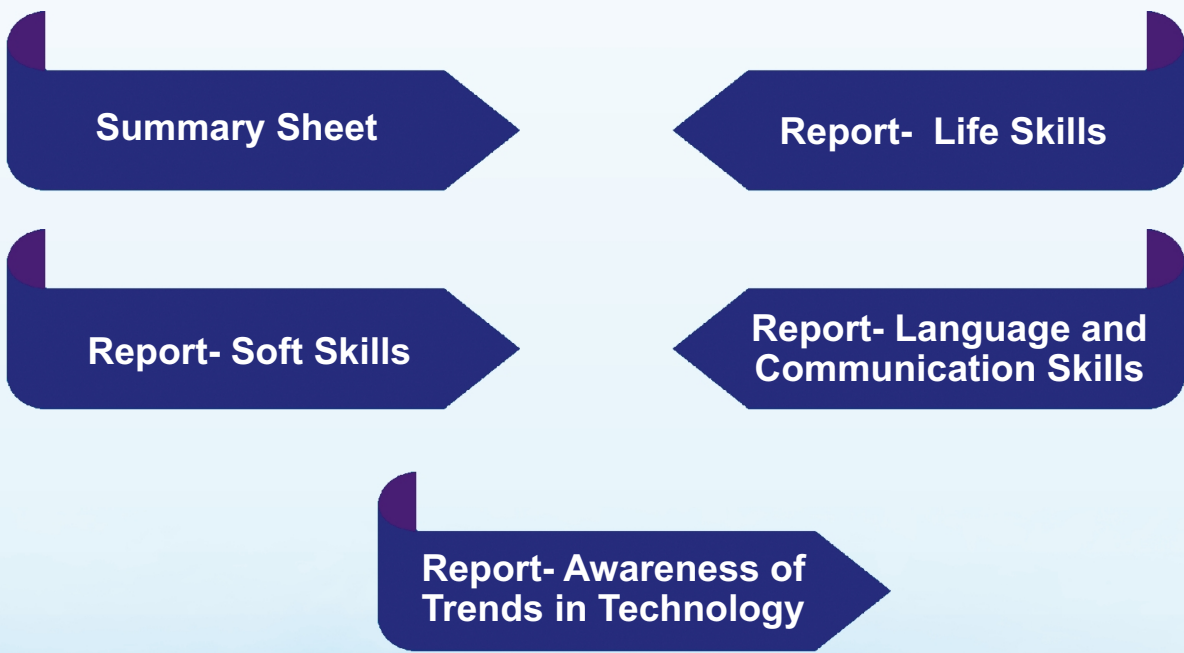 Summary Sheet
Report-  Life Skills
Report- Soft Skills
Report- Language and
Communication Skills
Report- Awareness of
Trends in Technology